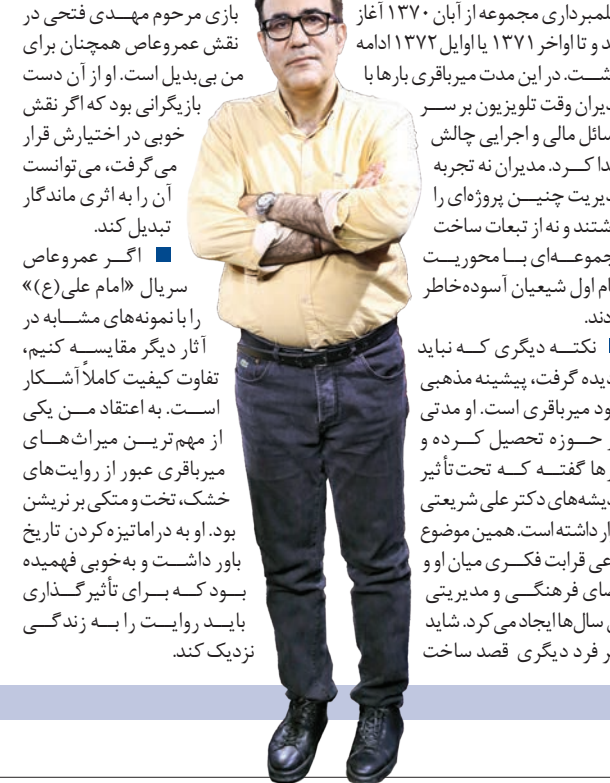 لمبرداری مجموعه از آبان ۱۳۷۰ آغاز
د و تا اواخر ۱۳۷۱ یا اوایل ۱۳۷۲ ادامه
شت. در این مدت میرباقری بارها با
دیران وقت تلویزیون بر سر
سائل مالی و اجرایی چالش
دا کرد. مدیران نه تجربه
دیریت چنین پروژه‌ای را
شتند و نه از تبعات ساخت
جموعه‌ای با محوریت
ام اول شیعیان آسوده‌خاطر
دند.
نکته دیگری که نباید
دیده گرفت، پیشینه مذهبی
ود میرباقری است. او مدتی
ر حوزه تحصیل کرده و
رها گفته که تحت‌تأثیر
دیشه‌های دکتر علی شریعتی
ار داشته است. همین موضوع
عی قرابت فکری میان او و
ضای فرهنگی و مدیریتی
ن سال‌ها ایجاد می‌کرد. شاید
ر فرد دیگری قصد ساخت
بازی مرحوم مهدی فتحی در
نقش عمروعاص همچنان برای
من بی‌بدیل است. او از آن دست
بازیگرانی بود که اگر نقش
خوبی در اختیارش قرار
می‌گرفت، می‌توانست
آن را به اثری ماندگار
تبدیل کند.
اگر عمروعاص
سریال «امام علی(ع)»
را با نمونه‌های مشابه در
آثار دیگر مقایسه کنیم،
تفاوت کیفیت کاملاً آشکار
است. به اعتقاد من یکی
از مهم‌ترین میراث‌های
میرباقری عبور از روایت‌های
خشک، تخت و متکی بر نریشن
بود. او به دراماتیزه‌کردن تاریخ
باور داشت و به‌خوبی فهمیده
بود که برای تأثیرگذاری
باید روایت را به زندگی
نزدیک کند.